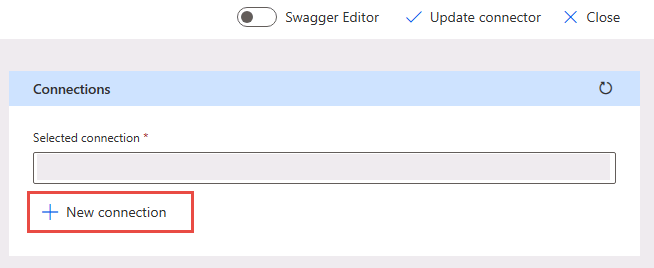 Swagger Editor Update connector Close
Connections
Selected connection *
New connection